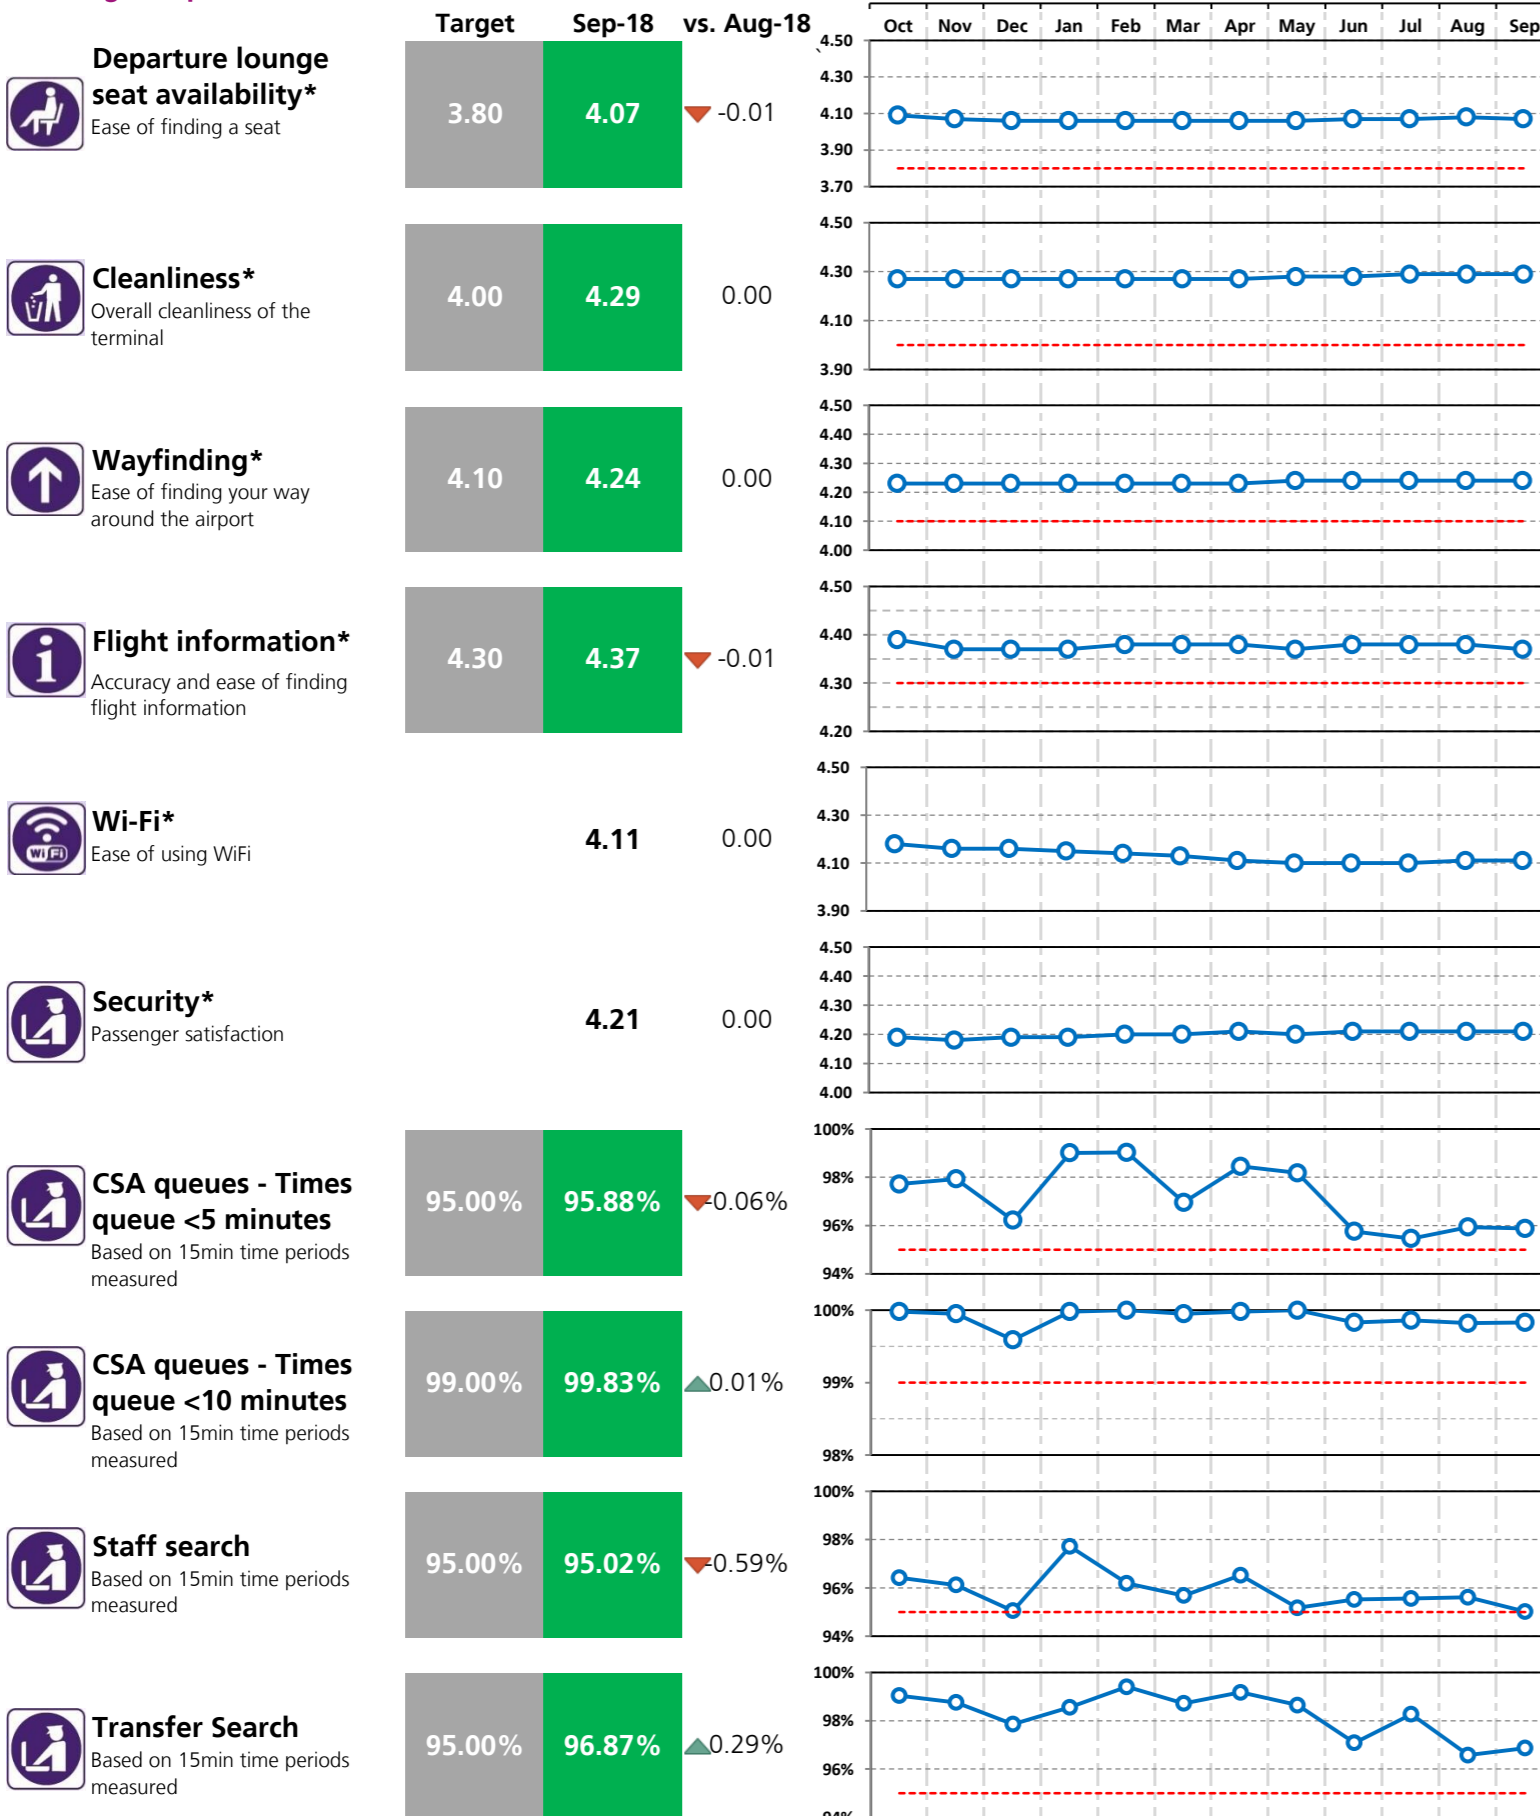 Target Sep-18 vs. Aug-18 Oct Nov Dec Jan Feb Mar Apr May Jun Jul Aug Sep
Departure lounge
seat availability*
Ease of finding a seat
3.80 4.07 -0.01
4.50
4.30
4.10
3.90
3.70
Cleanliness*
Overall cleanliness of the
terminal
4.00 4.29 0.00
4.50
4.30
4.10
3.90
Wayfinding*
Ease of finding your way
around the airport
4.10 4.24 0.00
4.50
4.40
4.30
4.20
4.10
4.00
Flight information*
Accuracy and ease of finding
flight information
4.30 4.37 -0.01
4.50
4.40
4.30
4.20
WiFi
Wi-Fi*
Ease of using WiFi
4.11 0.00
4.50
4.30
4.10
3.90
Security*
Passenger satisfaction
4.21 0.00
4.50
4.40
4.30
4.20
4.10
4.00
CSA queues - Times
queue <5 minutes
Based on 15min time periods
measured
95.00% 95.88% -0.06%
100%
98%
96%
94%
CSA queues - Times
queue <10 minutes
Based on 15min time periods
measured
99.00% 99.83% 0.01%
100%
99%
98%
Staff search
Based on 15min time periods
measured
95.00% 95.02% -0.59%
100%
98%
96%
94%
Transfer Search
Based on 15min time periods
measured
95.00% 96.87% 0.29%
100%
98%
96%
94%